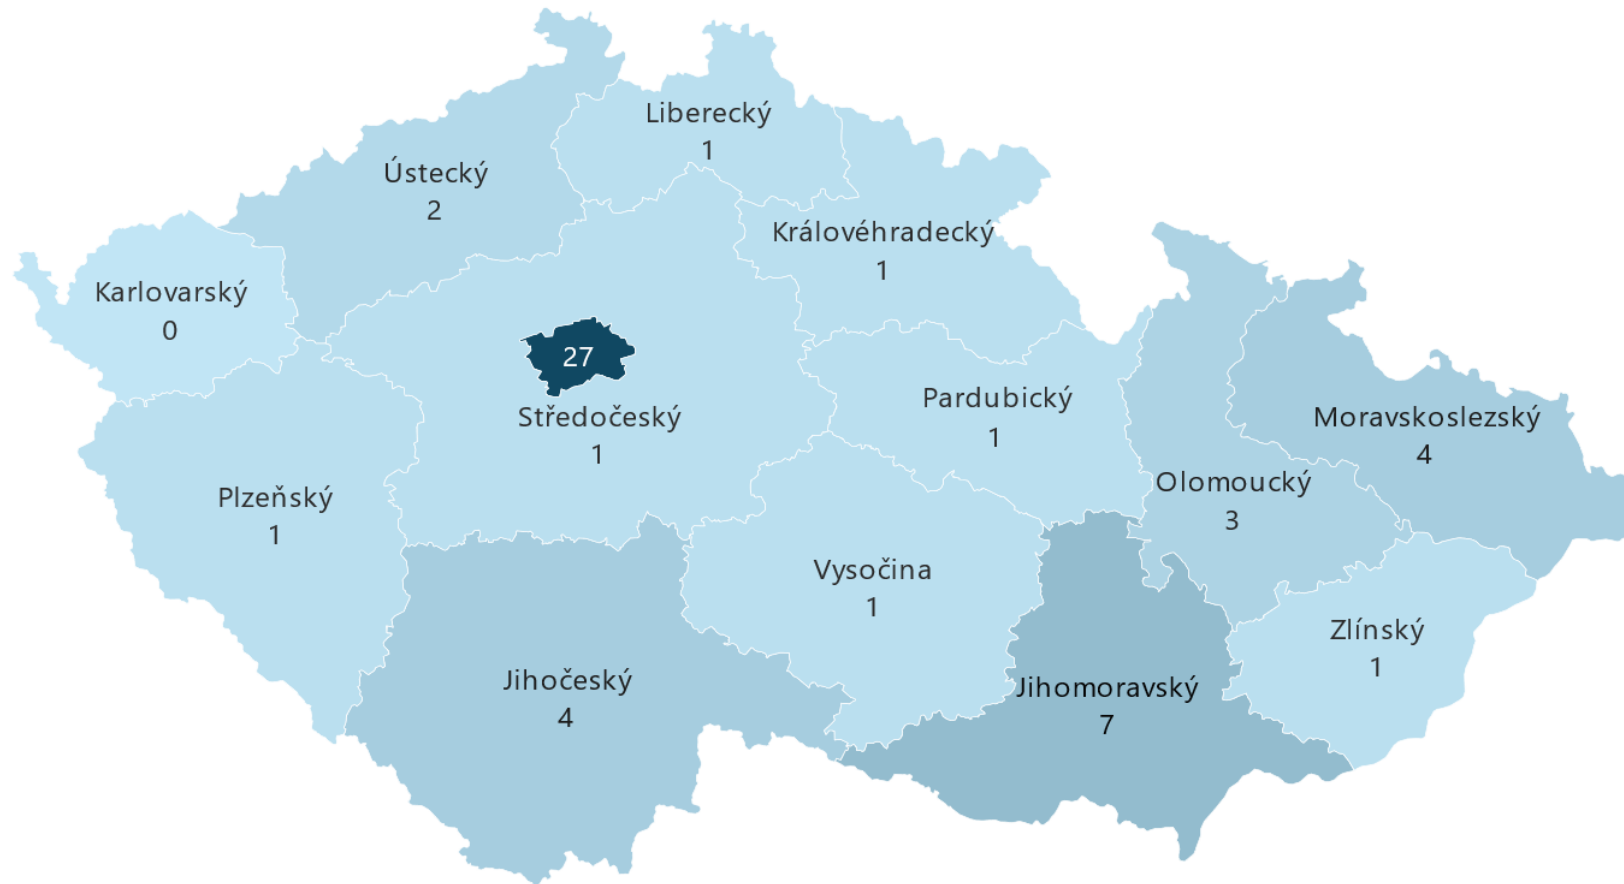 Liberecký
1
Ústecký
2
Královéhradecký
1
Karlovarský
0
27
Středočeský
1
Pardubický
1
Moravskoslezský
4
Olomoucký
3
Plzeňský
1
Vysočina
1
Zlínský
1
Jihočeský
4
Jihomoravský
7